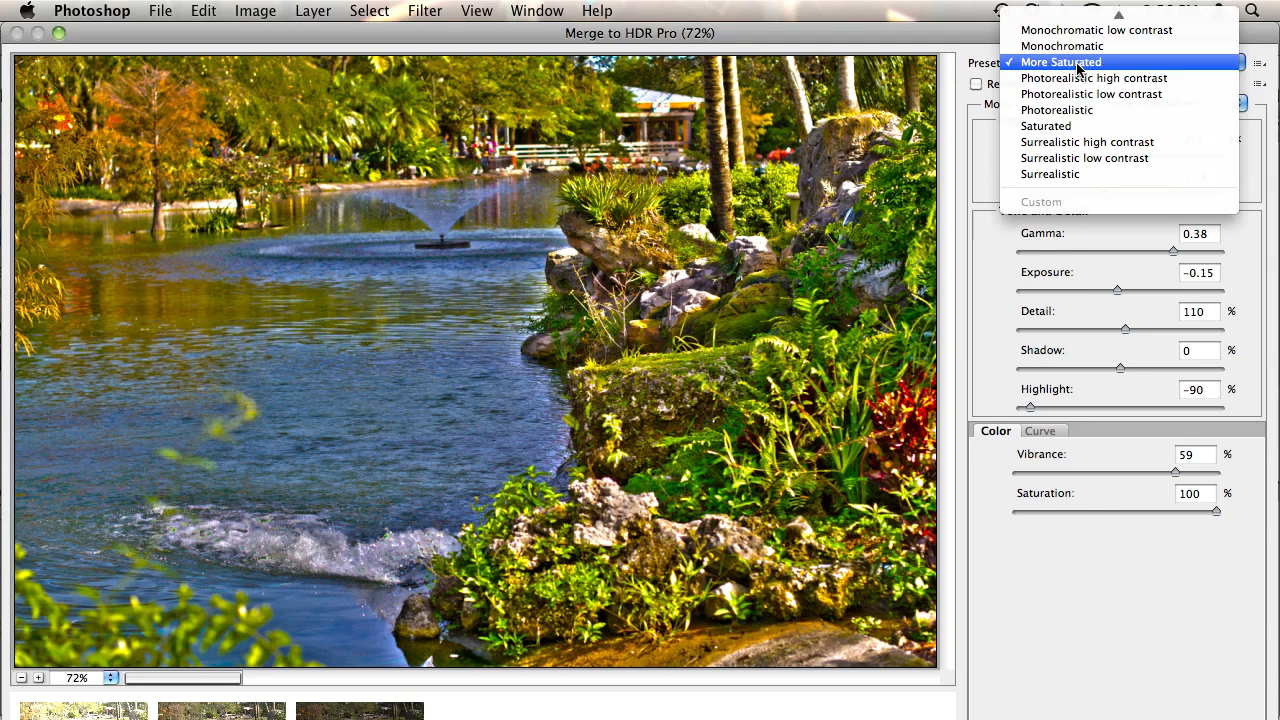 Photoshop File Edit Image Layer Select Filter View Window Help
Merge to HDR Pro (72%)
Preset
Re
Mo
Monochromatic low contrast
Monochromatic
✓ More Saturated
Photorealistic high contrast
Photorealistic low contrast
Photorealistic
Saturated
Surrealistic high contrast
Surrealistic low contrast
Surrealistic
Custom
Gamma: 0.38
Exposure: -0.15
Detail: 110 %
Shadow: 0 %
Highlight: -90 %
Color Curve
Vibrance: 59 %
Saturation: 100 %
72%